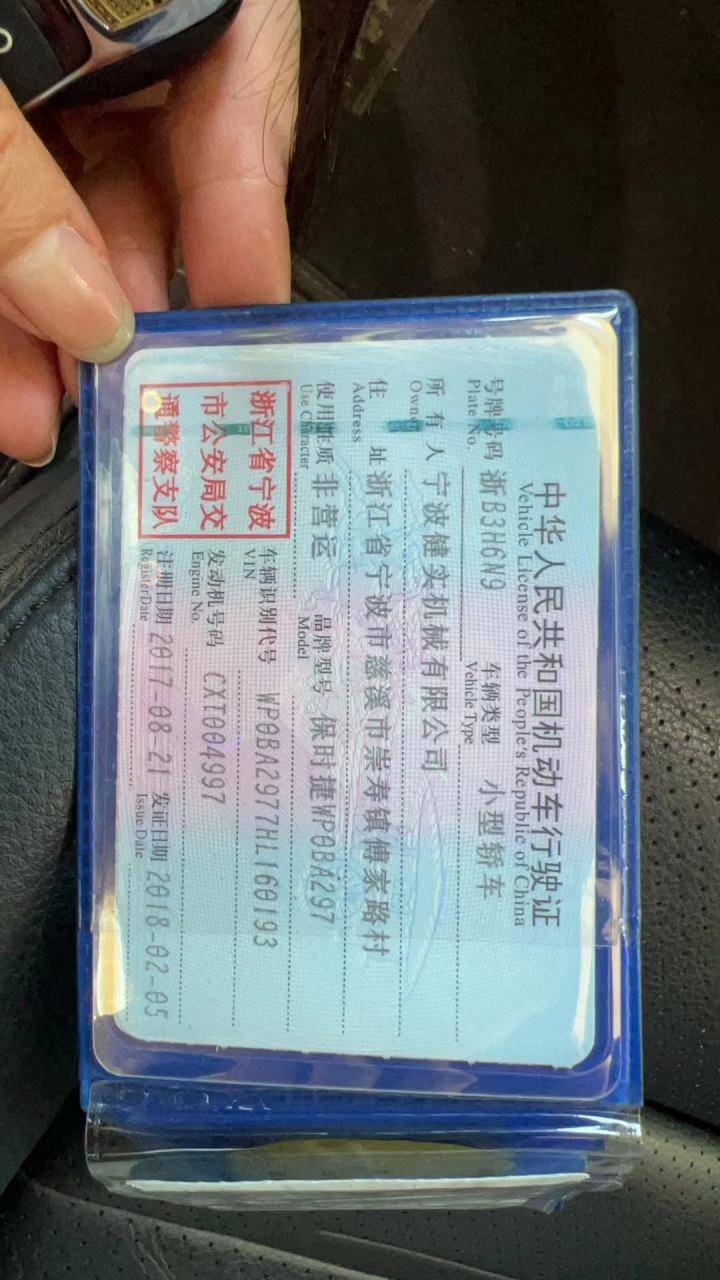 中华人民共和国机动车行驶证
Vehicle License of the People's Republic of China
号牌号码 浙B3H6N9 车辆类型 小型轿车
Plate No. Vehicle Type
所有人 宁波健实机械有限公司
Owner
住址 浙江省宁波市慈溪市崇寿镇傅家路村
Address
使用性质 非营运 品牌型号 保时捷WP0BA297
Use Character Model
浙江省宁波
市公安局交
通警察支队
车辆识别代号 WP0BA2977HL160193
VIN
发动机号码 CXT004997
Engine No.
注册日期 2017-08-21 发证日期 2018-02-05
Register Date Issue Date